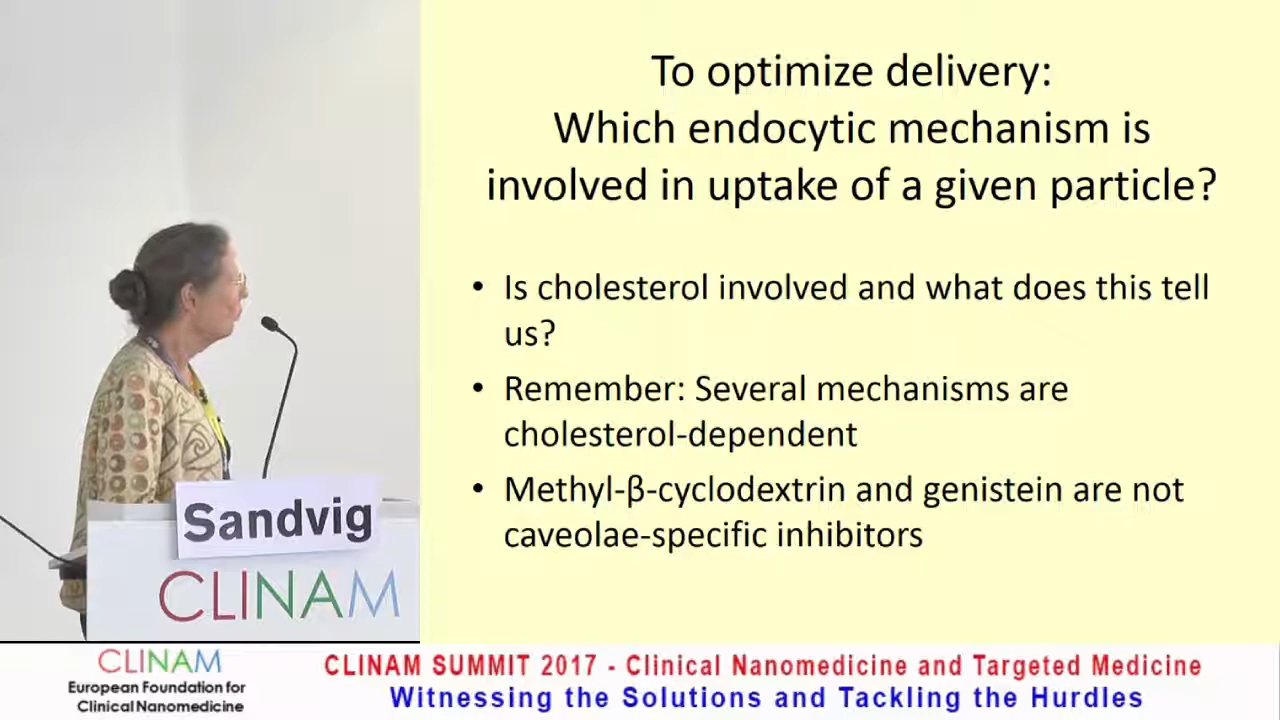 To optimize delivery:
Which endocytic mechanism is
involved in uptake of a given particle?
• Is cholesterol involved and what does this tell
us?
• Remember: Several mechanisms are
cholesterol-dependent
• Methyl-β-cyclodextrin and genistein are not
caveolae-specific inhibitors
Sandvig
CLINAM
CLINAM
European Foundation for
Clinical Nanomedicine
CLINAM SUMMIT 2017 - Clinical Nanomedicine and Targeted Medicine
Witnessing the Solutions and Tackling the Hurdles